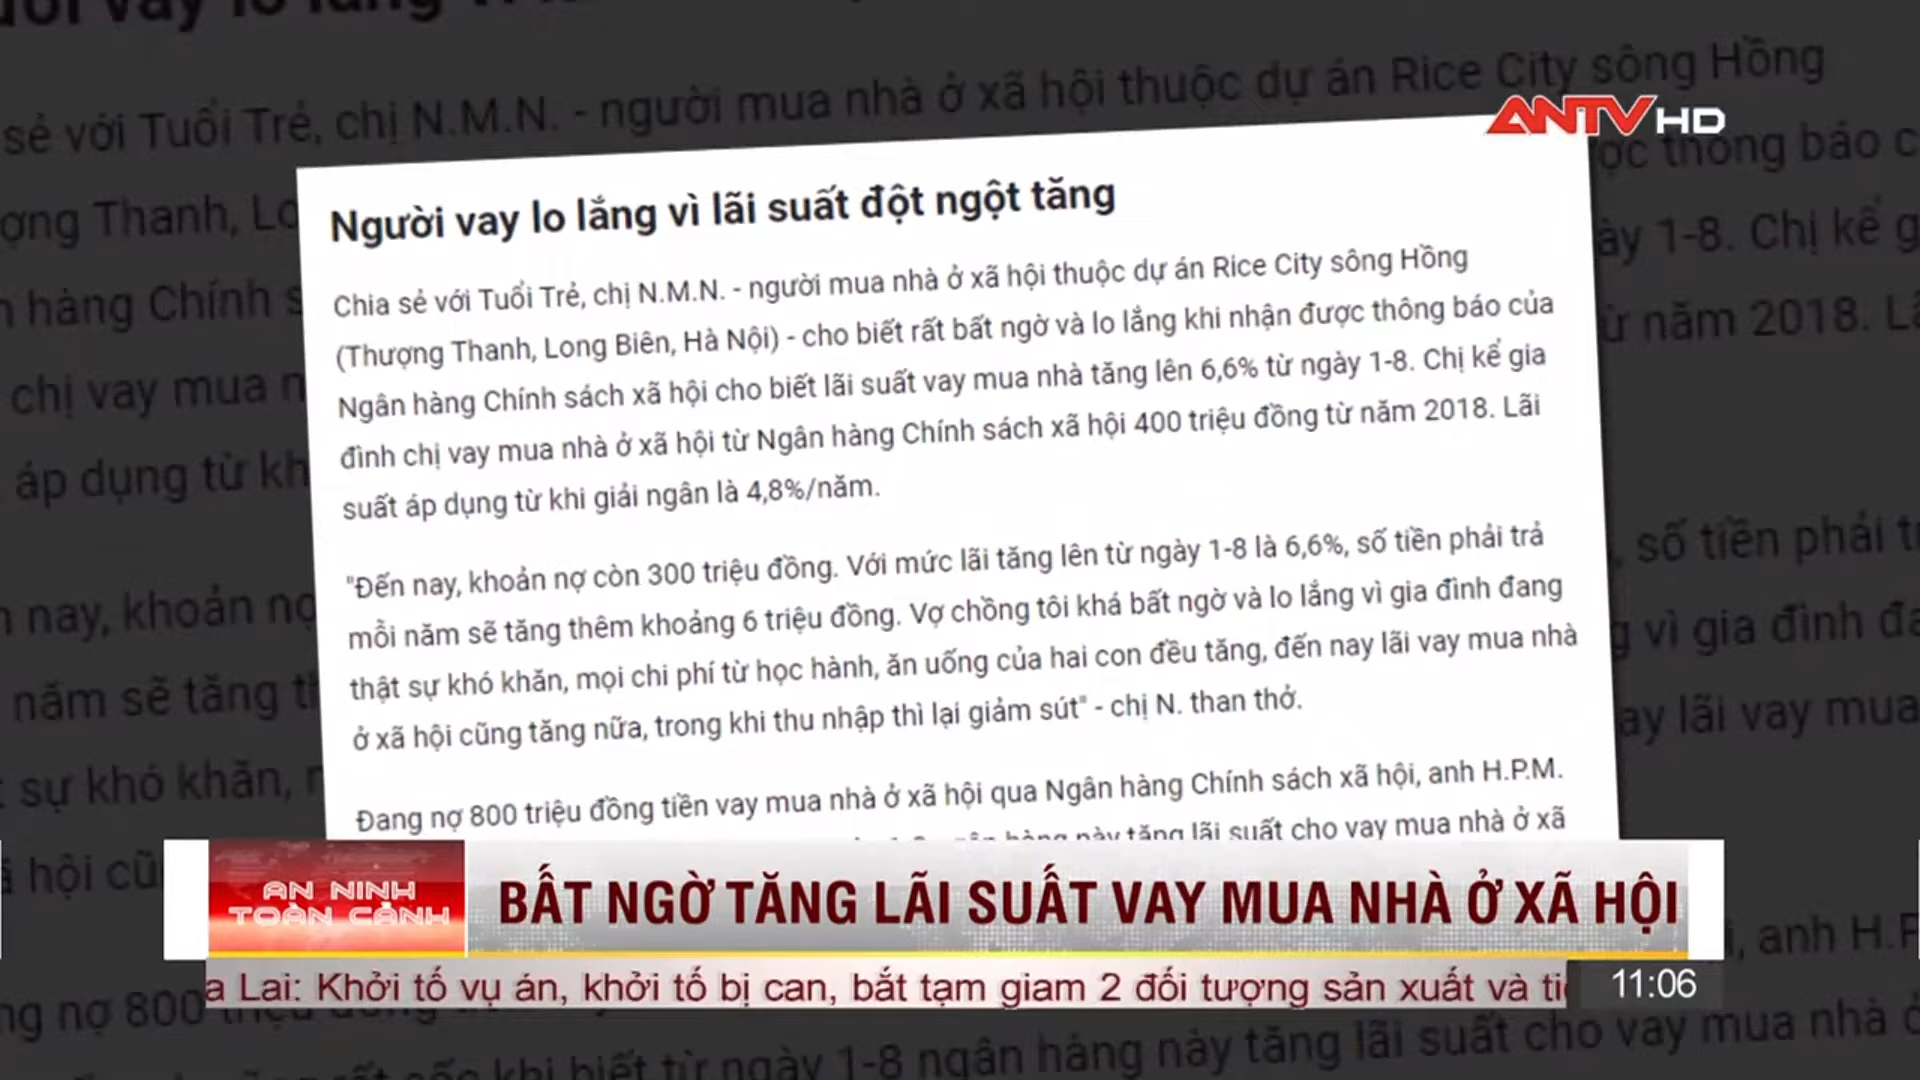 ANTV HD
Người vay lo lắng vì lãi suất đột ngột tăng
Chia sẻ với Tuổi Trẻ, chị N.M.N. - người mua nhà ở xã hội thuộc dự án Rice City sông Hồng
(Thượng Thanh, Long Biên, Hà Nội) - cho biết rất bất ngờ và lo lắng khi nhận được thông báo của
Ngân hàng Chính sách xã hội cho biết lãi suất vay mua nhà tăng lên 6,6% từ ngày 1-8. Chị kể gia
đình chị vay mua nhà ở xã hội từ Ngân hàng Chính sách xã hội 400 triệu đồng từ năm 2018. Lãi
suất áp dụng từ khi giải ngân là 4,8%/năm.
"Đến nay, khoản nợ còn 300 triệu đồng. Với mức lãi tăng lên từ ngày 1-8 là 6,6%, số tiền phải trả
mỗi năm sẽ tăng thêm khoảng 6 triệu đồng. Vợ chồng tôi khá bất ngờ và lo lắng vì gia đình đang
thật sự khó khăn, mọi chi phí từ học hành, ăn uống của hai con đều tăng, đến nay lãi vay mua nhà
ở xã hội cũng tăng nữa, trong khi thu nhập thì lại giảm sút" - chị N. than thở.
Đang nợ 800 triệu đồng tiền vay mua nhà ở xã hội qua Ngân hàng Chính sách xã hội, anh H.P.M.
hàng này tăng lãi suất cho vay mua nhà ở xã
AN NINH
TOÀN CẢNH
BẤT NGỜ TĂNG LÃI SUẤT VAY MUA NHÀ Ở XÃ HỘI
a Lai: Khởi tố vụ án, khởi tố bị can, bắt tạm giam 2 đối tượng sản xuất và
11:06